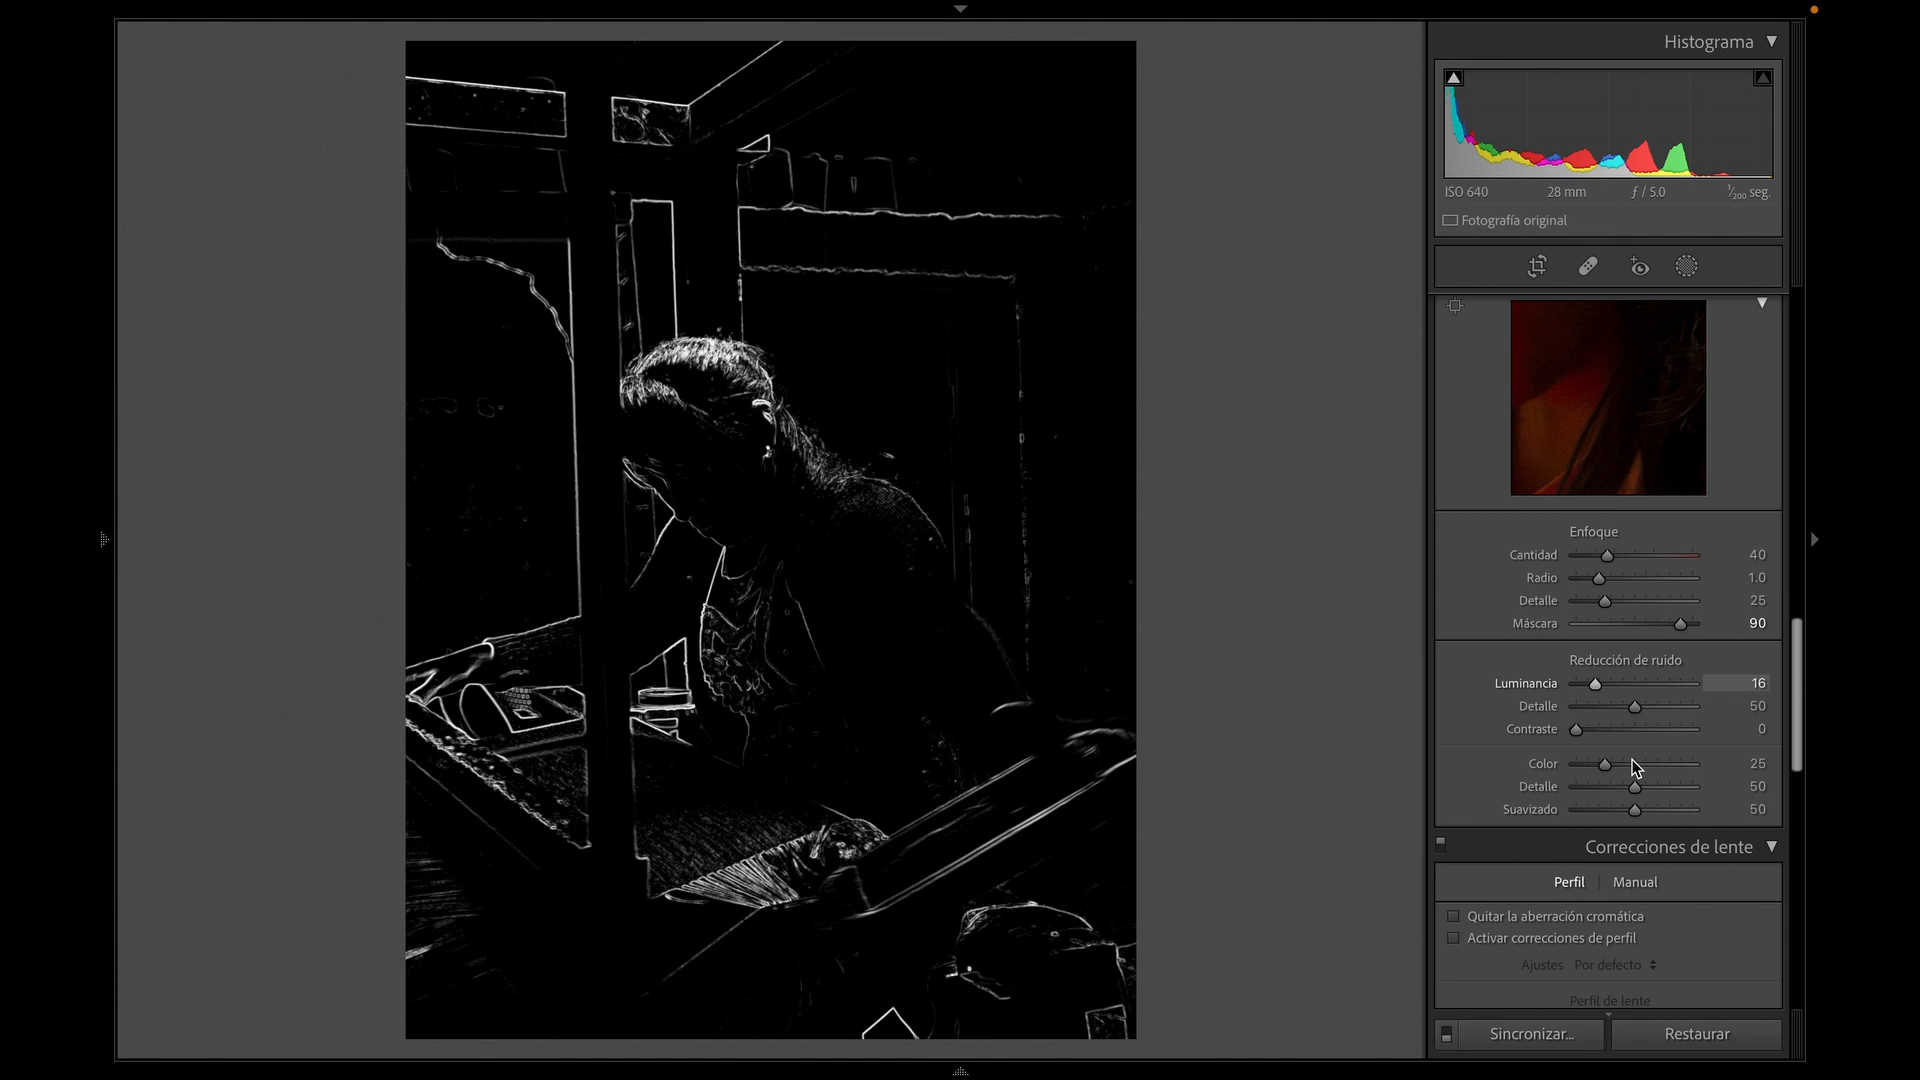 Histograma
ISO 640 28 mm ƒ / 5.0 1/200 seg.
Fotografía original
Enfoque
Cantidad 40
Radio 1.0
Detalle 25
Máscara 90
Reducción de ruido
Luminancia 16
Detalle 50
Contraste 0
Color 25
Detalle 50
Suavizado 50
Correcciones de lente
Perfil Manual
Quitar la aberración cromática
Activar correcciones de perfil
Ajustes Por defecto
Perfil de lente
Sincronizar... Restaurar